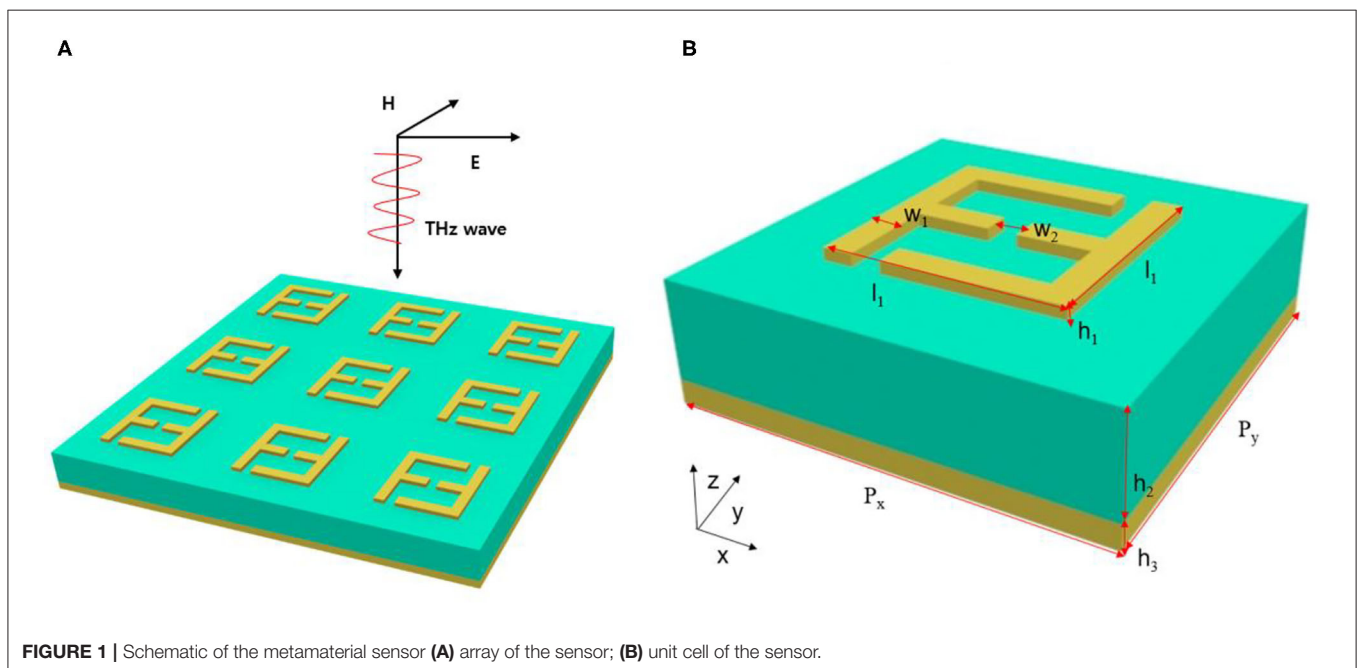 A
B
H
E
THz wave
w₁
w₂
l₁
l₁
h₁
Pᵧ
h₂
z
Pₓ
y
x
h₃
FIGURE 1 | Schematic of the metamaterial sensor (A) array of the sensor; (B) unit cell of the sensor.